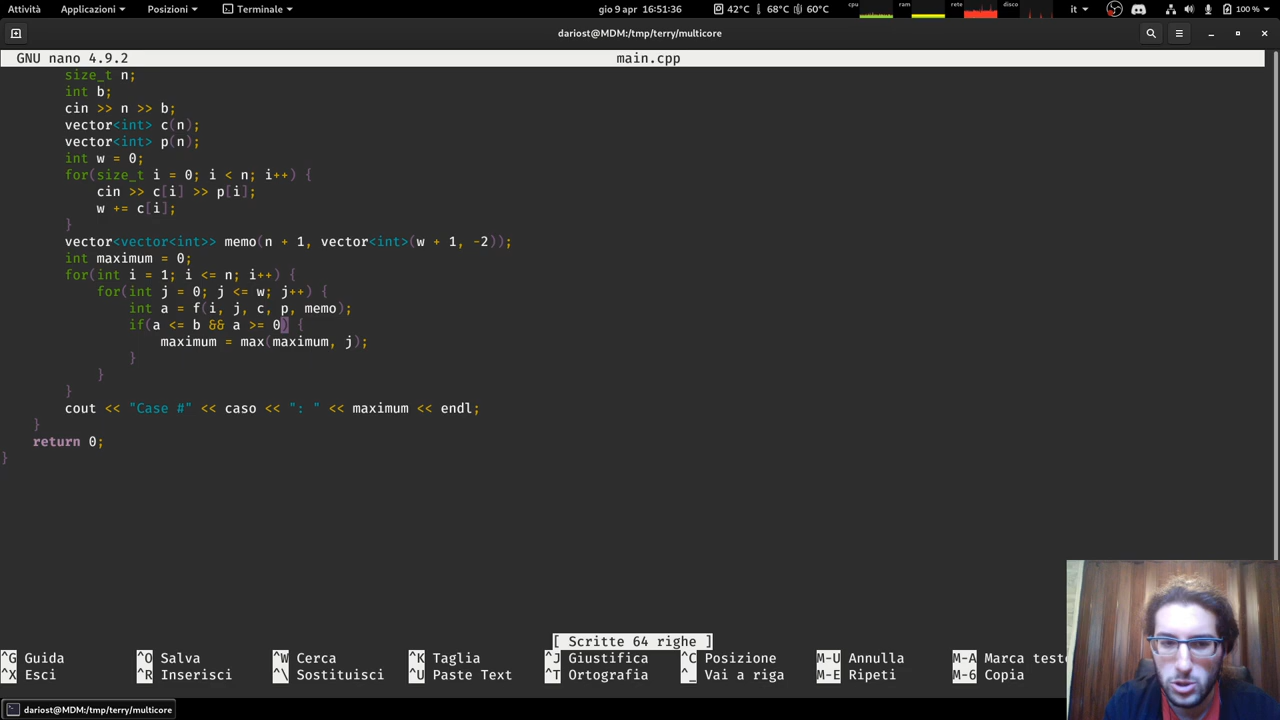 Attività Applicazioni Posizioni Terminale gio 9 apr 16:51:36 42°C 68°C 60°C cpu ram rete disco it 100 %
dariost@MDM:/tmp/terry/multicore
GNU nano 4.9.2 main.cpp
size_t n;
int b;
cin >> n >> b;
vector<int> c(n);
vector<int> p(n);
int w = 0;
for(size_t i = 0; i < n; i++) {
cin >> c[i] >> p[i];
w += c[i];
}
vector<vector<int>> memo(n + 1, vector<int>(w + 1, -2));
int maximum = 0;
for(int i = 1; i <= n; i++) {
for(int j = 0; j <= w; j++) {
int a = f(i, j, c, p, memo);
if(a <= b && a >= 0) {
maximum = max(maximum, j);
}
}
}
cout << "Case #" << caso << ": " << maximum << endl;
}
return 0;
}
[ Scritte 64 righe ]
^G Guida ^O Salva ^W Cerca ^K Taglia ^J Giustifica ^C Posizione M-U Annulla M-A Marca testo
^X Esci ^R Inserisci ^\ Sostituisci ^U Paste Text ^T Ortografia ^_ Vai a riga M-E Ripeti M-6 Copia
dariost@MDM:/tmp/terry/multicore